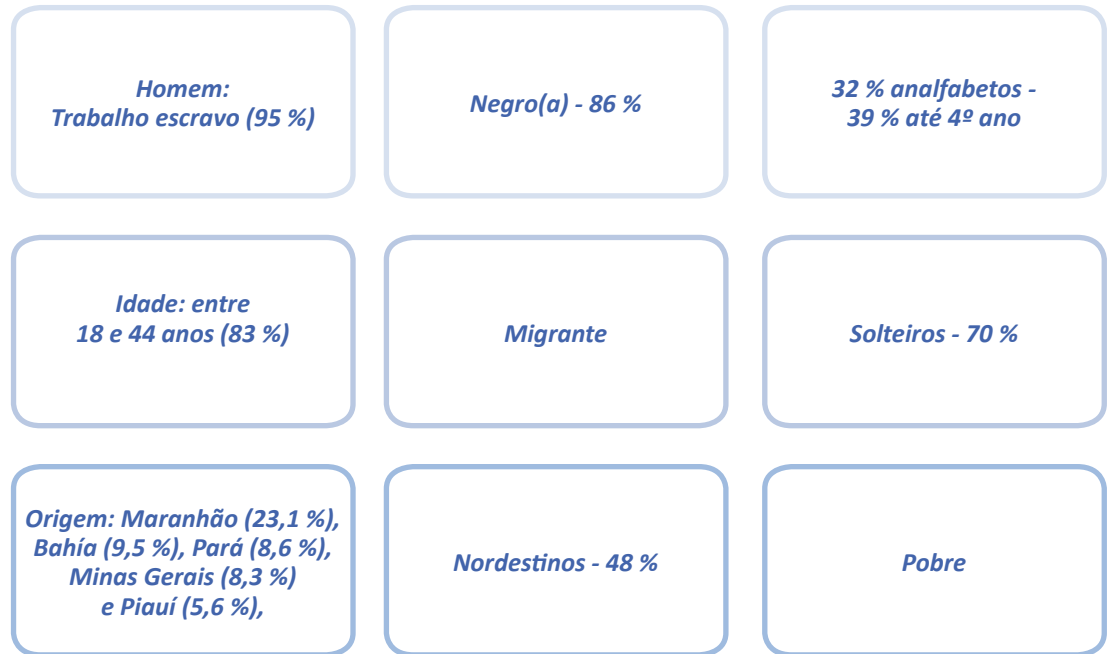 Homem:
Trabalho escravo (95 %)
Negro(a) - 86 %
32 % analfabetos -
39 % até 4º ano
Idade: entre
18 e 44 anos (83 %)
Migrante
Solteiros - 70 %
Origem: Maranhão (23,1 %),
Bahía (9,5 %), Pará (8,6 %),
Minas Gerais (8,3 %)
e Piauí (5,6 %),
Nordestinos - 48 %
Pobre